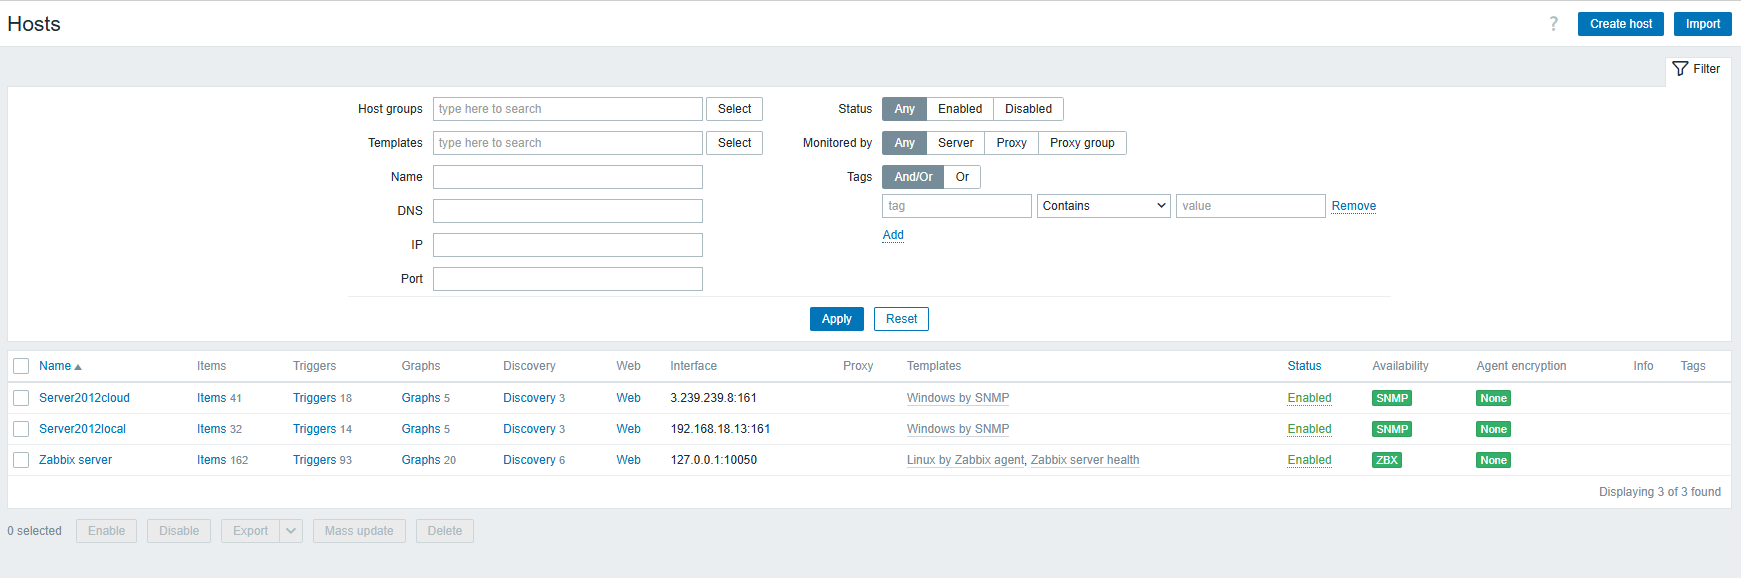 Hosts ? Create host Import
Filter
Host groups type here to search Select Status Any Enabled Disabled
Templates type here to search Select Monitored by Any Server Proxy Proxy group
Name Tags And/Or Or
DNS tag Contains value Remove
Add
IP
Port
Apply Reset
Name Items Triggers Graphs Discovery Web Interface Proxy Templates Status Availability Agent encryption Info Tags
Server2012cloud Items 41 Triggers 18 Graphs 5 Discovery 3 Web 3.239.239.8:161 Windows by SNMP Enabled SNMP None
Server2012local Items 32 Triggers 14 Graphs 5 Discovery 3 Web 192.168.18.13:161 Windows by SNMP Enabled SNMP None
Zabbix server Items 162 Triggers 93 Graphs 20 Discovery 6 Web 127.0.0.1:10050 Linux by Zabbix agent, Zabbix server health Enabled ZBX None
Displaying 3 of 3 found
0 selected Enable Disable Export Mass update Delete